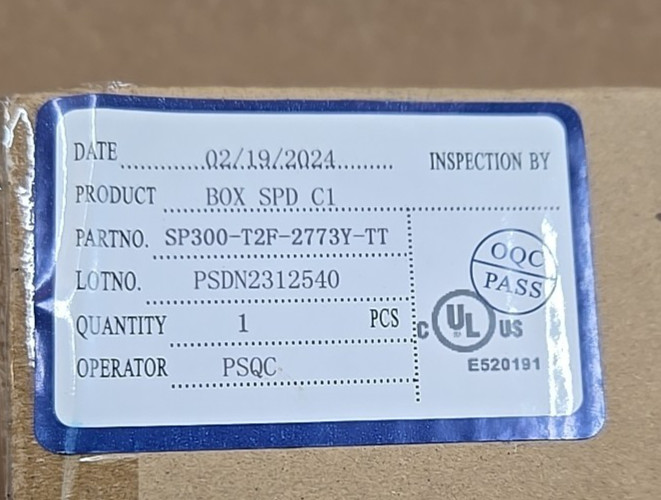 DATE 02/19/2024 INSPECTION BY
PRODUCT BOX SPD C1
PARTNO. SP300-T2F-2773Y-TT
LOTNO. PSDN2312540
QUANTITY 1 PCS
OPERATOR PSQC
OQC
PASS
C UL US
E520191